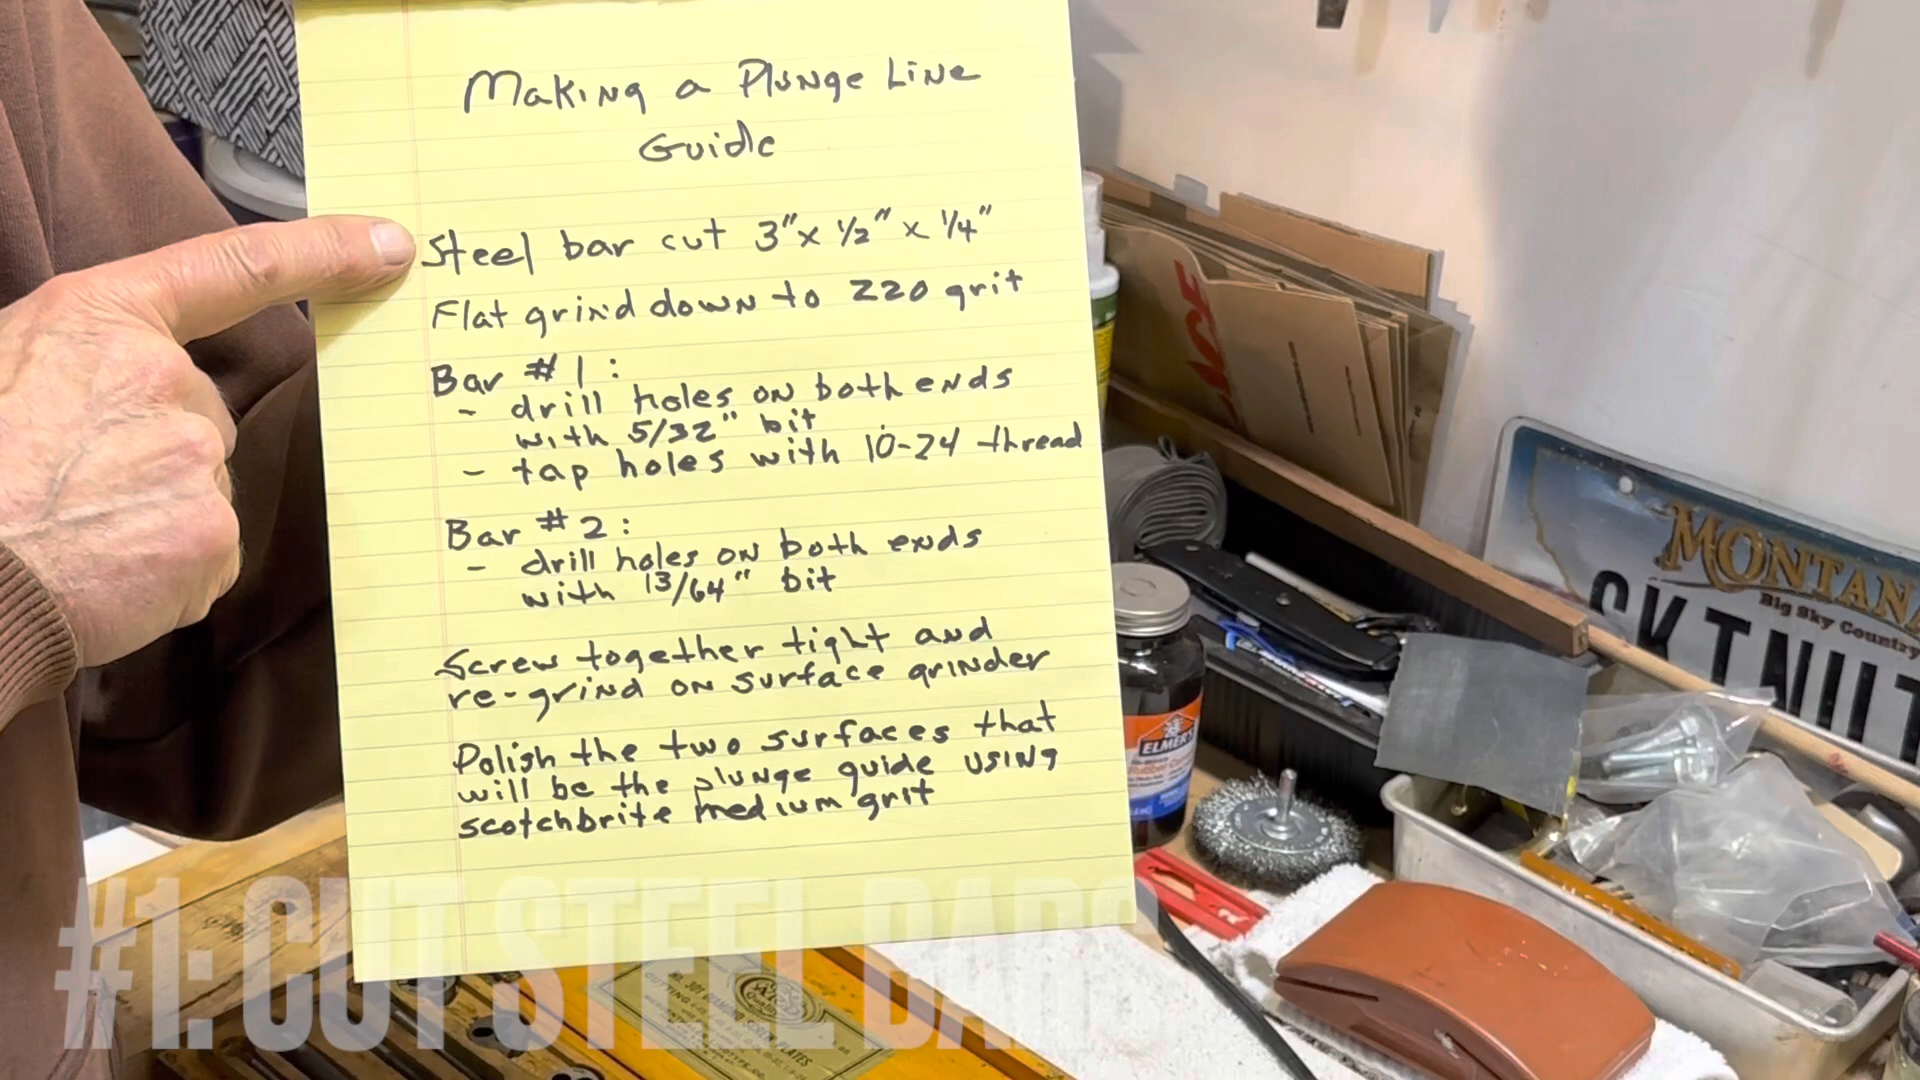 Making a Plunge Line
Guide
Steel bar cut 3" x 1/2" x 1/4"
Flat grind down to 220 grit
Bar #1:
- drill holes on both ends
with 5/32" bit
- tap holes with 10-24 thread
Bar #2:
- drill holes on both ends
with 13/64" bit
Screw together tight and
re-grind on surface grinder
Polish the two surfaces that
will be the plunge guide using
scotchbrite medium grit
#1: CUT STEEL BARS
ACE
MONTANA
Big Sky Country
ELMER'S
Rubber